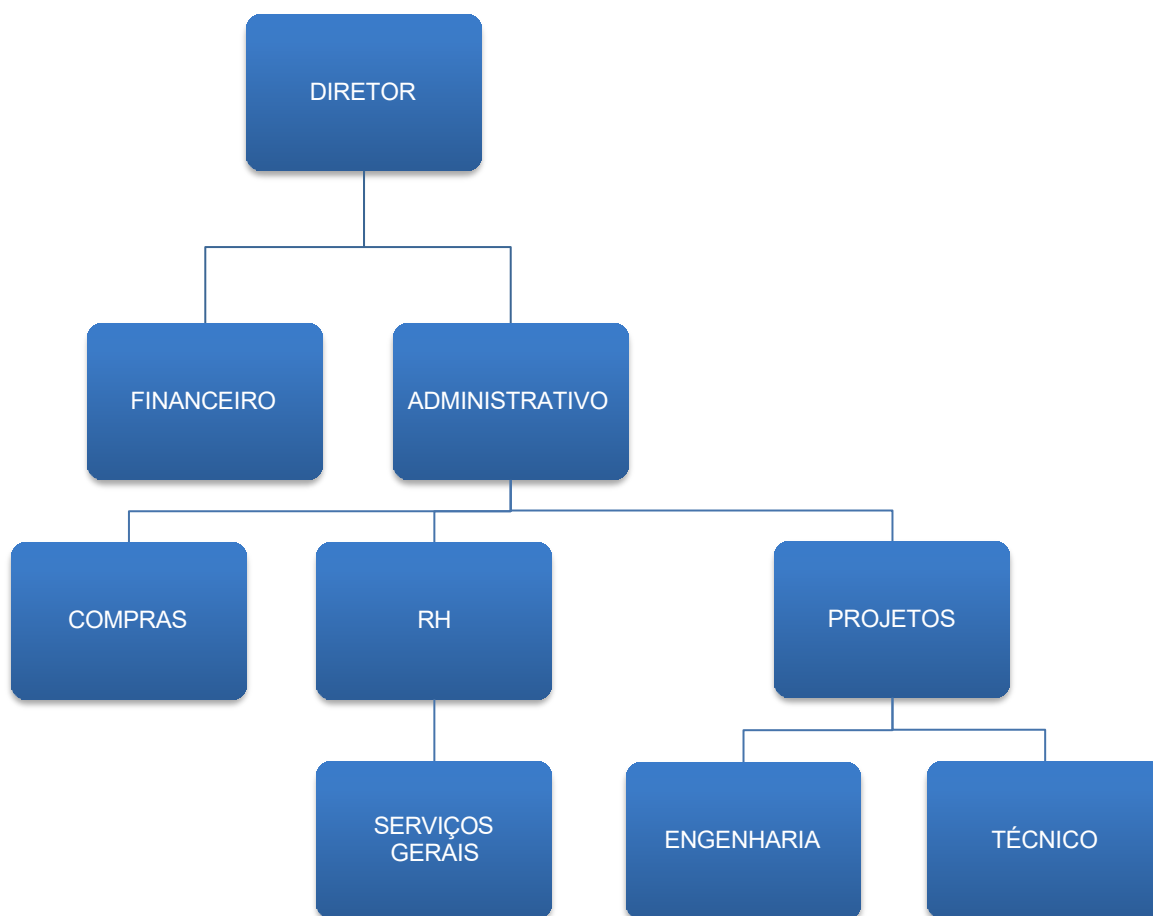 DIRETOR
FINANCEIRO
ADMINISTRATIVO
COMPRAS
RH
PROJETOS
SERVIÇOS
GERAIS
ENGENHARIA
TÉCNICO